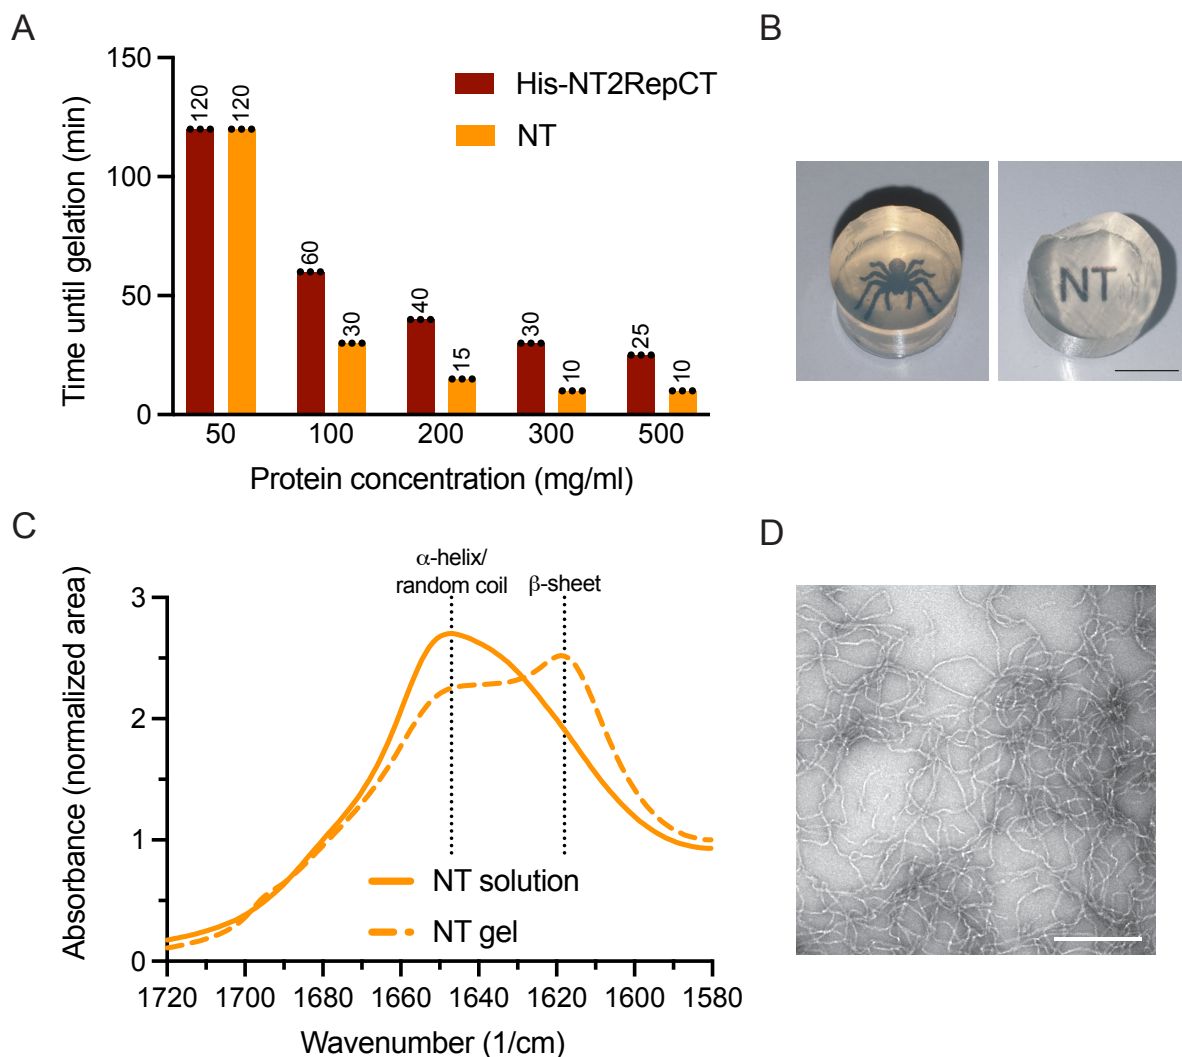 A
Time until gelation (min)
150
100
50
0
His-NT2RepCT
NT
120
120
60
30
40
15
30
10
25
10
50
100
200
300
500
Protein concentration (mg/ml)
B
NT
C
Absorbance (normalized area)
3
2
1
0
α-helix/
random coil
β-sheet
NT solution
NT gel
1720
1700
1680
1660
1640
1620
1600
1580
Wavenumber (1/cm)
D